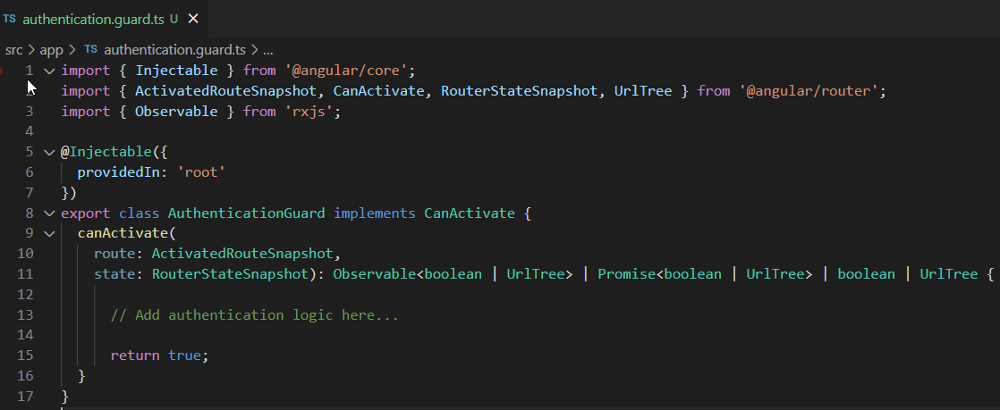 TS authentication.guard.ts U ×
src > app > TS authentication.guard.ts > ...
1 import { Injectable } from '@angular/core';
import { ActivatedRouteSnapshot, CanActivate, RouterStateSnapshot, UrlTree } from '@angular/router';
3 import { Observable } from 'rxjs';
4
5 @Injectable({
6 providedIn: 'root'
7 })
8 export class AuthenticationGuard implements CanActivate {
9 canActivate(
10 route: ActivatedRouteSnapshot,
11 state: RouterStateSnapshot): Observable<boolean | UrlTree> | Promise<boolean | UrlTree> | boolean | UrlTree {
12
13 // Add authentication logic here...
14
15 return true;
16 }
17 }